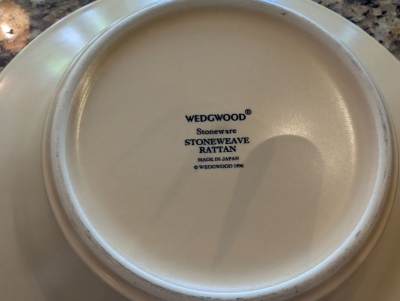 WEDGWOOD®
Stoneware
STONEWEAVE
RATTAN
MADE IN JAPAN
© WEDGWOOD 1996